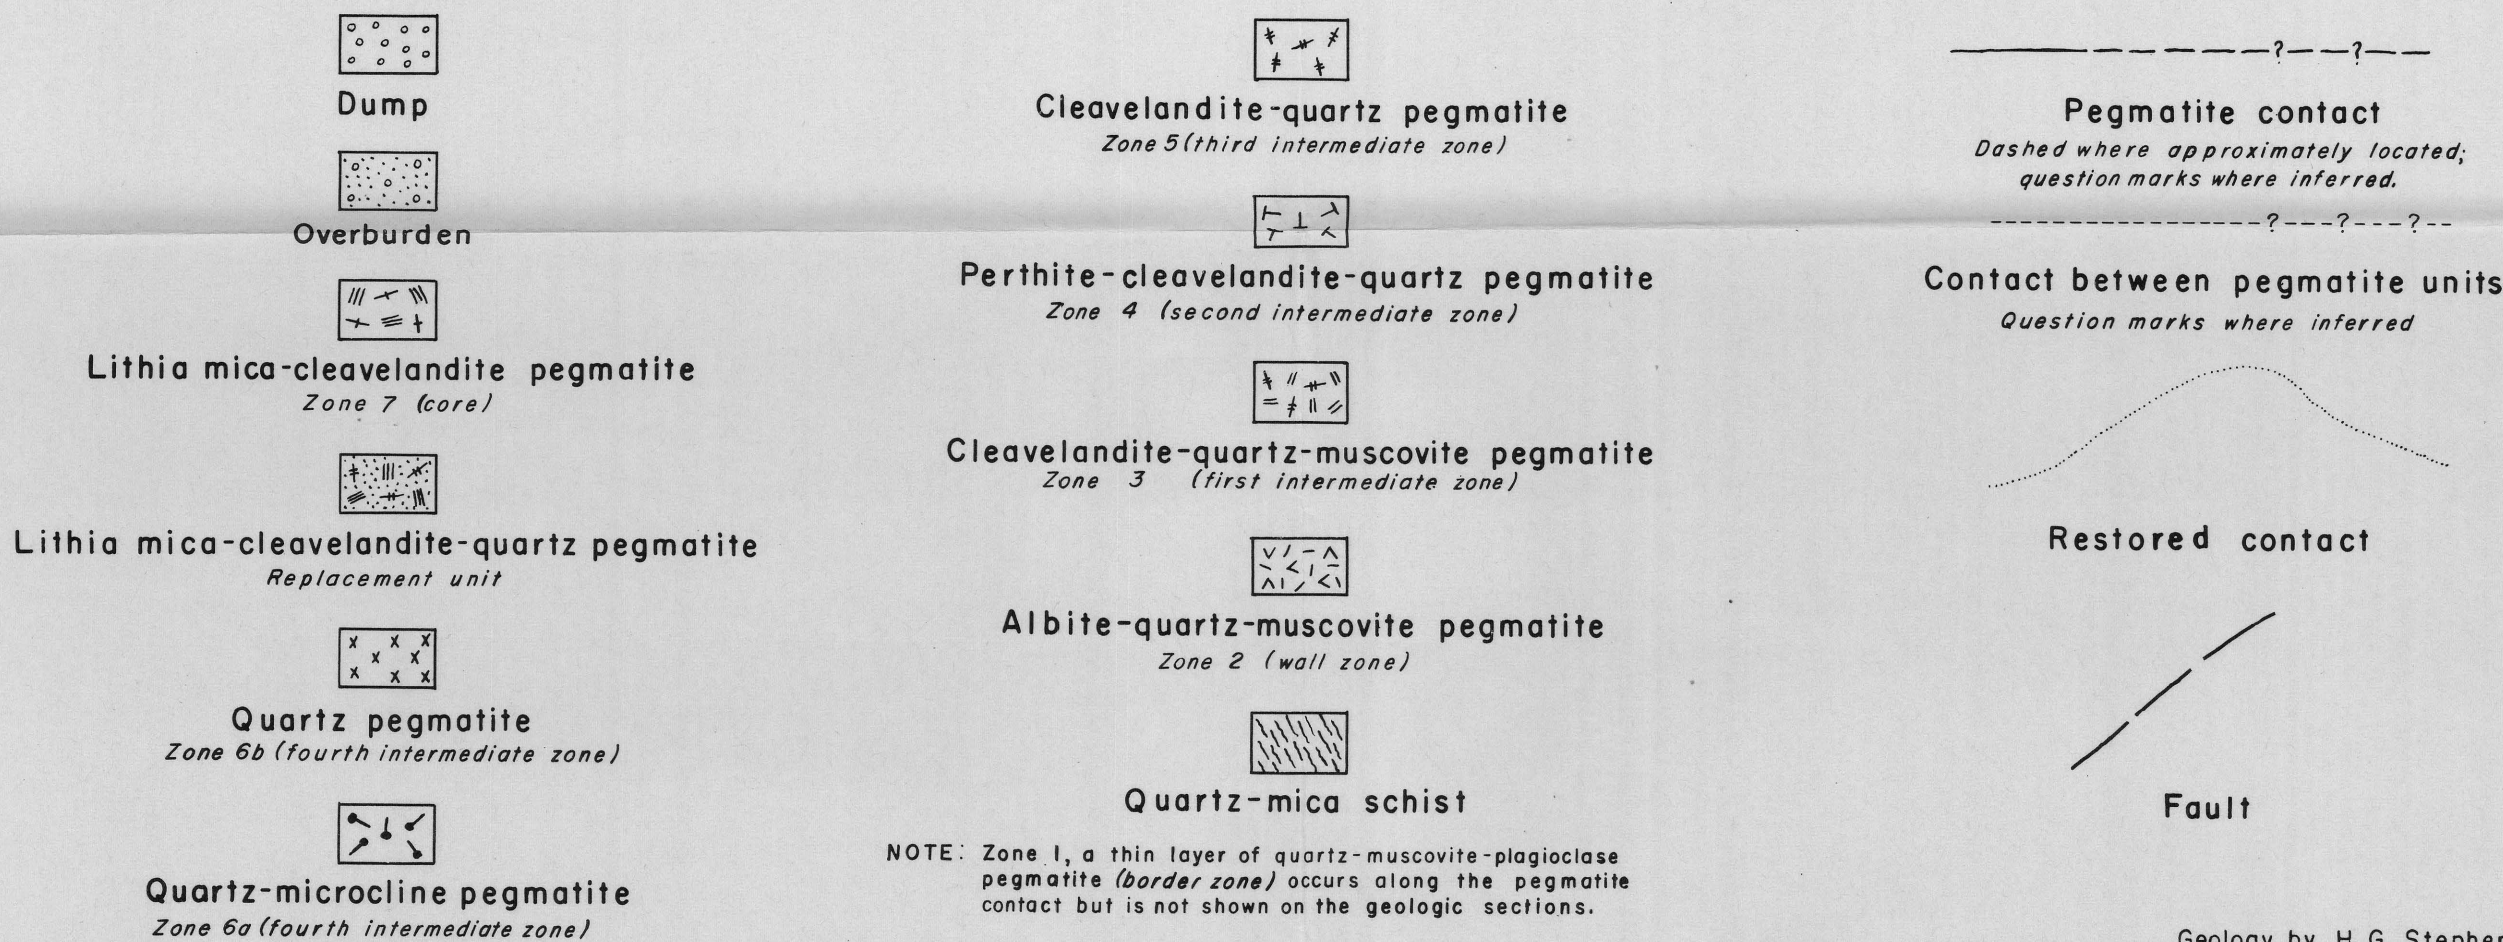 Dump
Overburden
Lithia mica-cleavelandite pegmatite
Zone 7 (core)
Lithia mica-cleavelandite-quartz pegmatite
Replacement unit
Quartz pegmatite
Zone 6b (fourth intermediate zone)
Quartz-microcline pegmatite
Zone 6a (fourth intermediate zone)
Cleavelandite-quartz pegmatite
Zone 5 (third intermediate zone)
Perthite-cleavelandite-quartz pegmatite
Zone 4 (second intermediate zone)
Cleavelandite-quartz-muscovite pegmatite
Zone 3 (first intermediate zone)
Albite-quartz-muscovite pegmatite
Zone 2 (wall zone)
Quartz-mica schist
NOTE: Zone 1, a thin layer of quartz-muscovite-plagioclase
pegmatite (border zone) occurs along the pegmatite
contact but is not shown on the geologic sections.
? ?
Pegmatite contact
Dashed where approximately located;
question marks where inferred.
? ? ?
Contact between pegmatite units
Question marks where inferred
Restored contact
Fault
Geology by H. G. Stephen